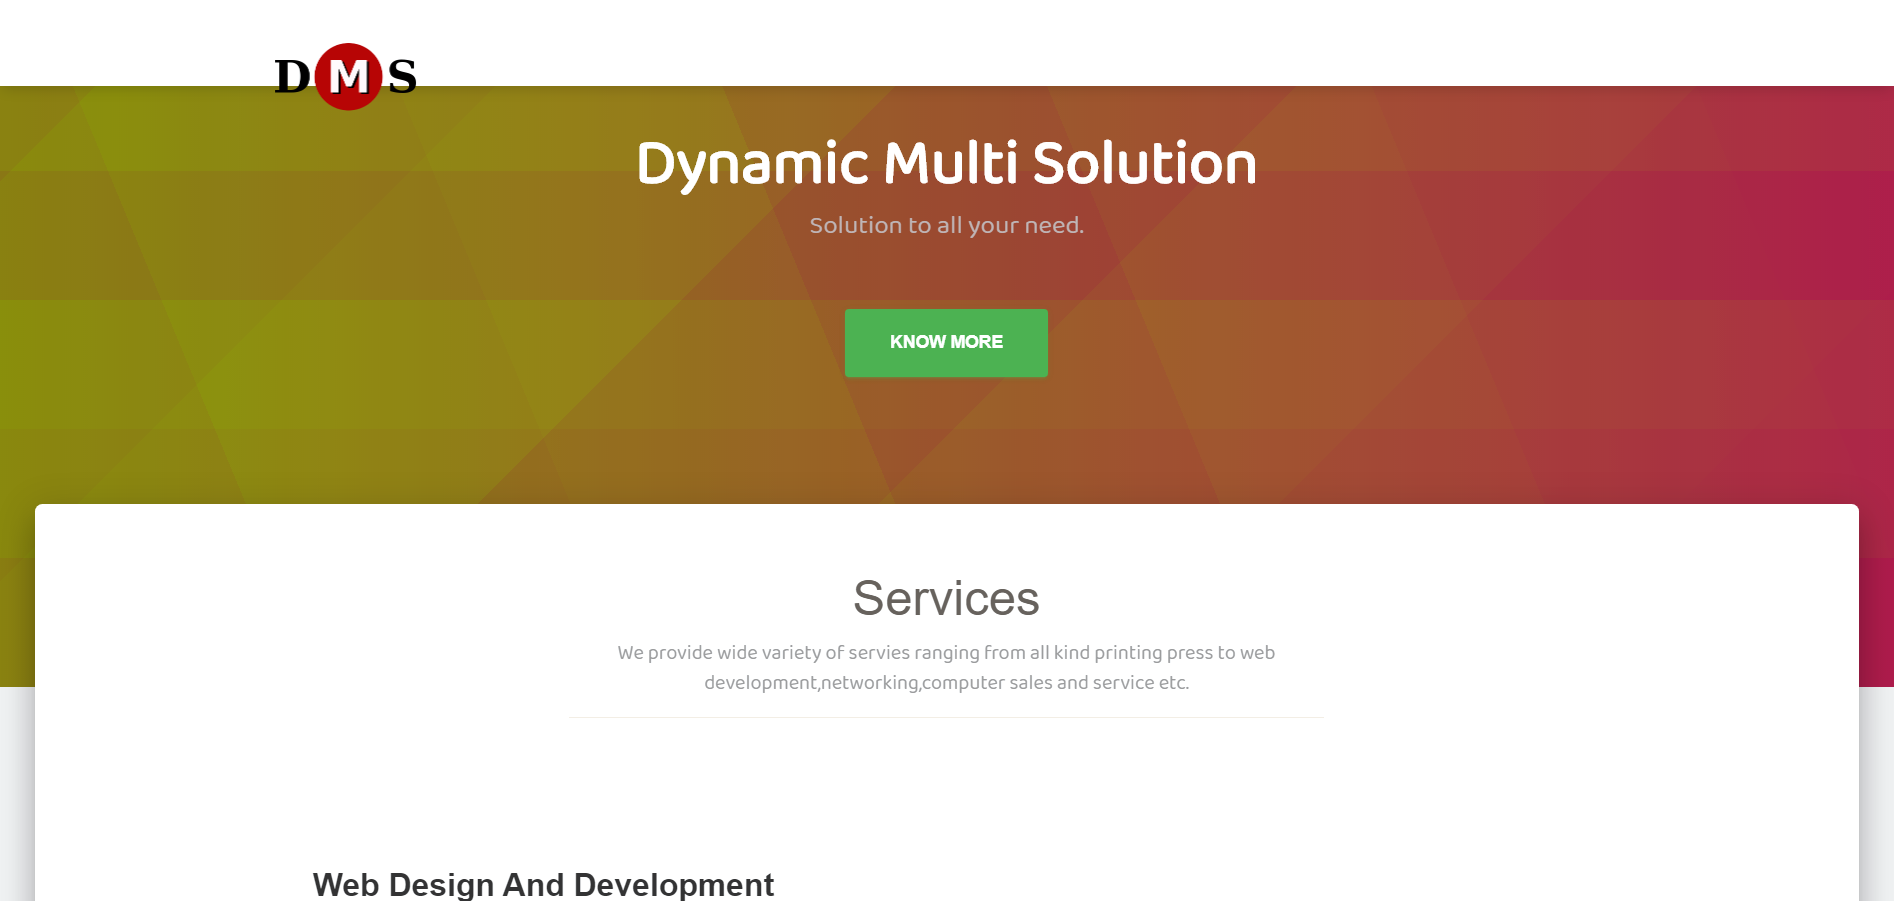 DMS
Dynamic Multi Solution
Solution to all your need.
KNOW MORE
Services
We provide wide variety of servies ranging from all kind printing press to web
development,networking,computer sales and service etc.
Web Design And Development